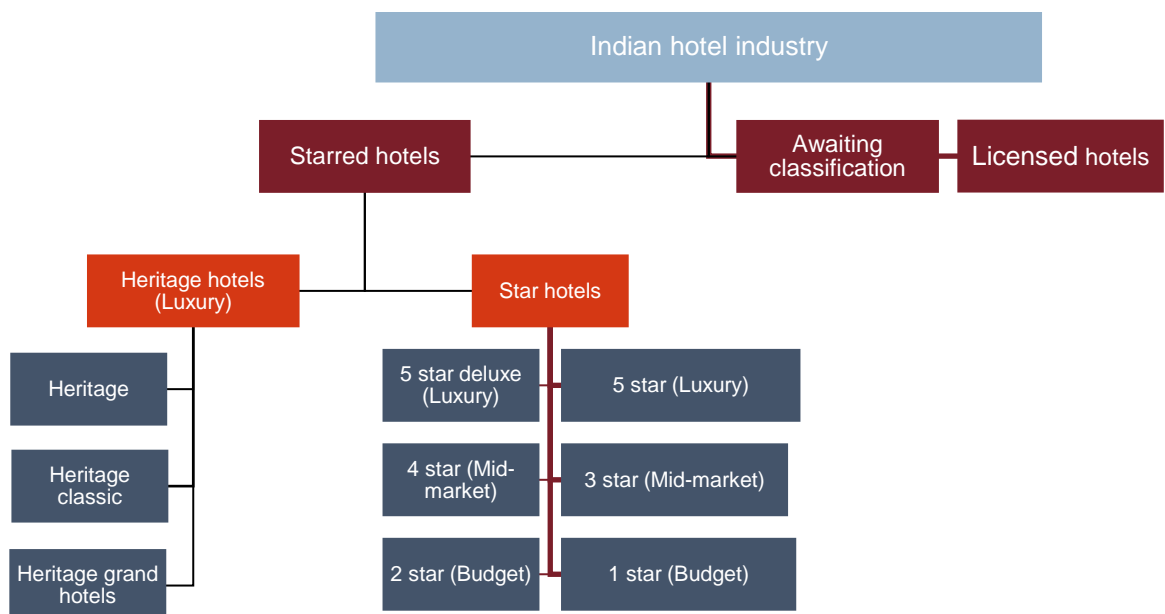 Indian hotel industry
Starred hotels
Awaiting
classification
Licensed hotels
Heritage hotels
(Luxury)
Star hotels
Heritage
Heritage
classic
Heritage grand
hotels
5 star deluxe
(Luxury)
5 star (Luxury)
4 star (Mid-
market)
3 star (Mid-market)
2 star (Budget)
1 star (Budget)